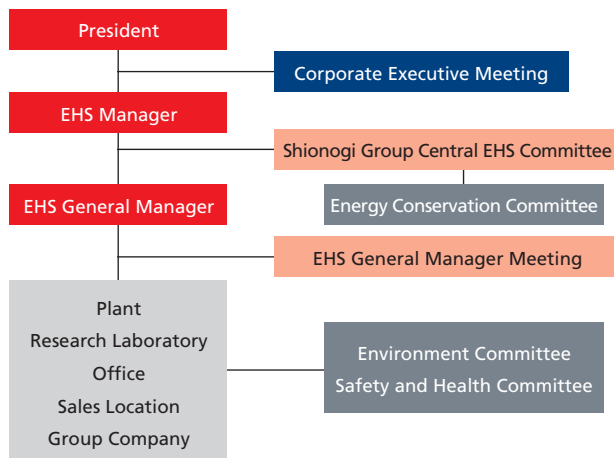 President
Corporate Executive Meeting
EHS Manager
Shionogi Group Central EHS Committee
EHS General Manager
Energy Conservation Committee
EHS General Manager Meeting
Plant
Research Laboratory
Office
Sales Location
Group Company
Environment Committee
Safety and Health Committee